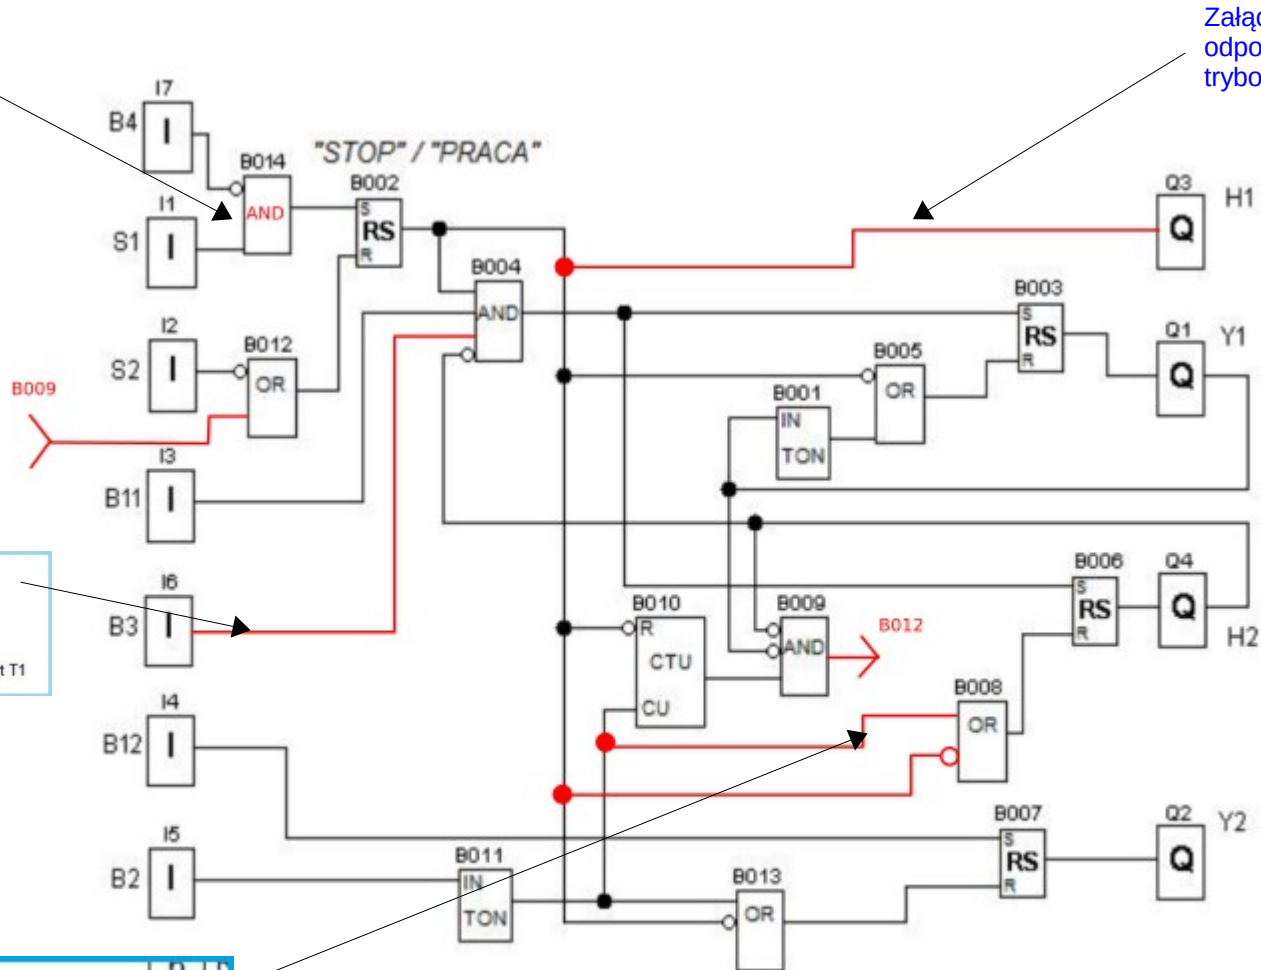 Załąc
odpo
trybo
I7
B4
I
B014
"STOP" / "PRACA"
B002
AND
S
RS
R
I1
S1
I
Q3
Q
H1
B004
AND
B003
S
RS
R
I2
S2
I
B012
OR
Q1
Q
Y1
B005
OR
B009
B001
IN
TON
I3
B11
I
I6
B3
I
t T1
B010
R
CTU
CU
B009
AND
B012
B006
S
RS
R
Q4
Q
H2
I4
B12
I
B008
OR
B007
S
RS
R
Q2
Q
Y2
I5
B2
I
B011
IN
TON
B013
OR